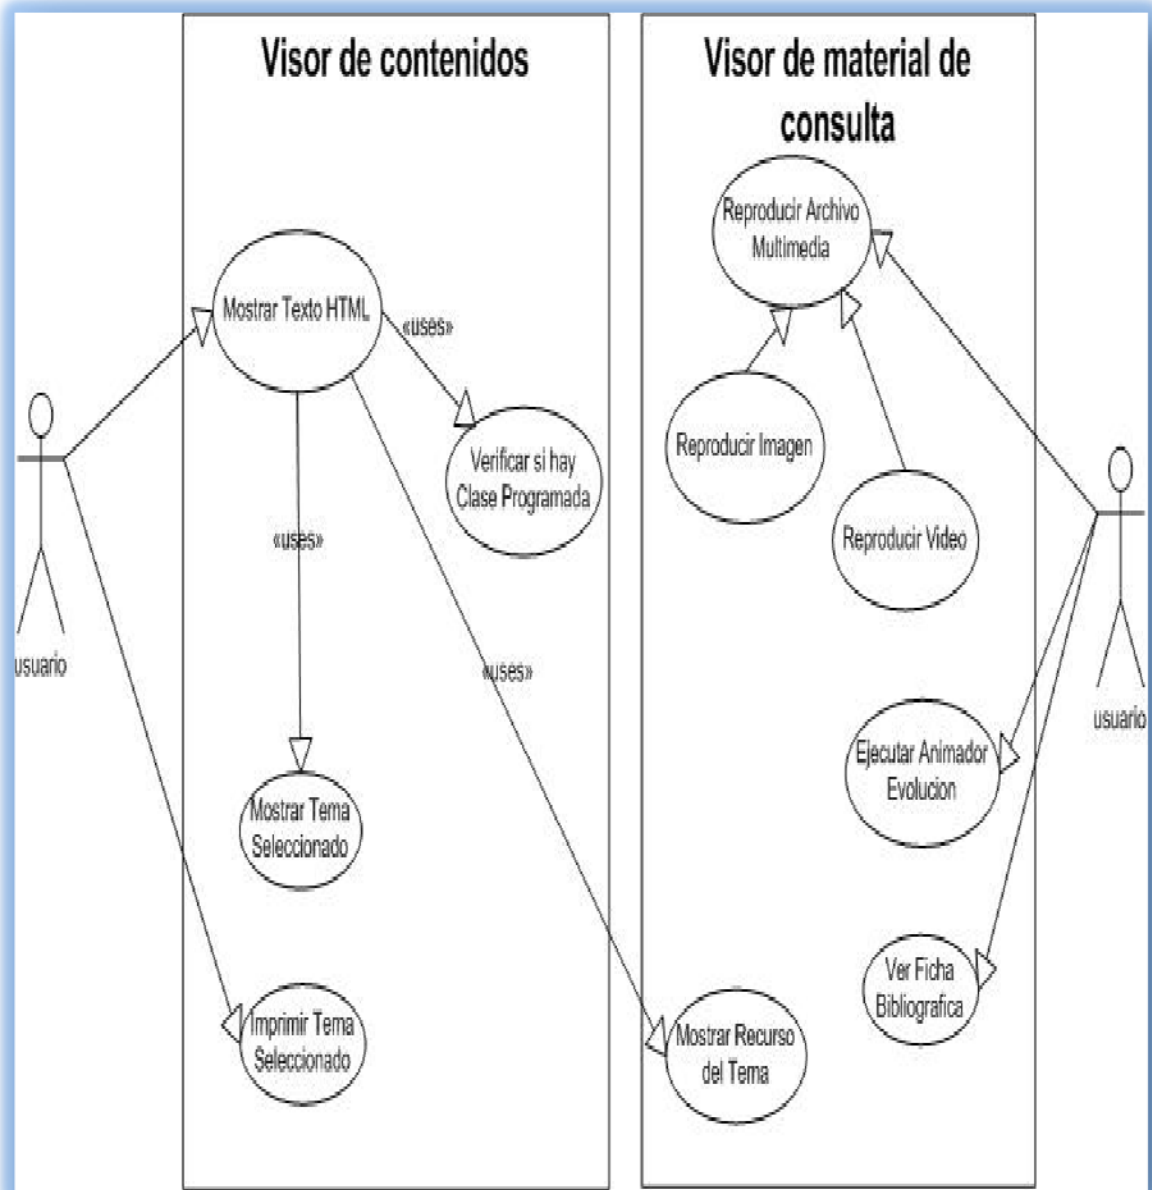 Visor de contenidos
Mostrar Texto HTML
«uses»
Verificar si hay
Clase Programada
«uses»
«uses»
usuario
Mostrar Tema
Seleccionado
Imprimir Tema
Seleccionado
Visor de material de
consulta
Reproducir Archivo
Multimedia
Reproducir Imagen
Reproducir Video
usuario
Ejecutar Animador
Evolucion
Ver Ficha
Bibliografica
Mostrar Recurso
del Tema